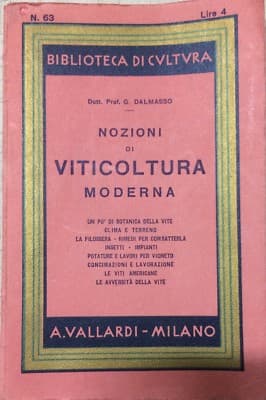 N. 63
Lire 4
BIBLIOTECA DI CVLTVRA
Dott. Prof. G. DALMASSO
NOZIONI
DI
VITICOLTURA
MODERNA
UN PO' DI BOTANICA DELLA VITE
CLIMA E TERRENO
LA FILOSSERA - RIMEDI PER COMBATTERLA
INSETTI - IMPIANTI
POTATURE E LAVORI PER VIGNETO
CONCIMAZIONI E LAVORAZIONE
LE VITI AMERICANE
LE AVVERSITÀ DELLA VITE
A. VALLARDI - MILANO